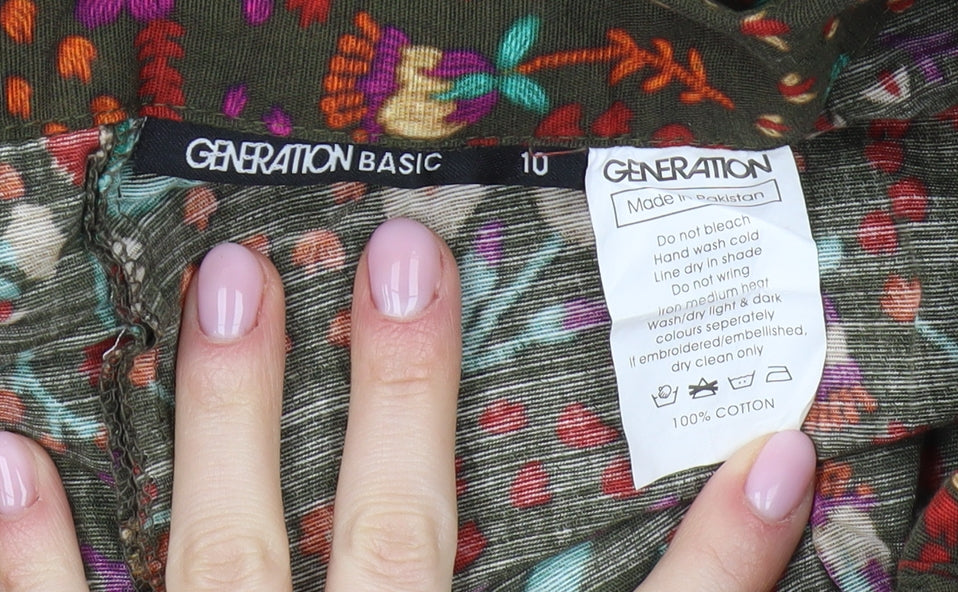 GENERATION BASIC 10
GENERATION
Made in Pakistan
Do not bleach
Hand wash cold
Line dry in shade
Do not wring
Iron medium heat
wash/dry light & dark
colours seperately
If embroidered/embellished,
dry clean only
100% COTTON